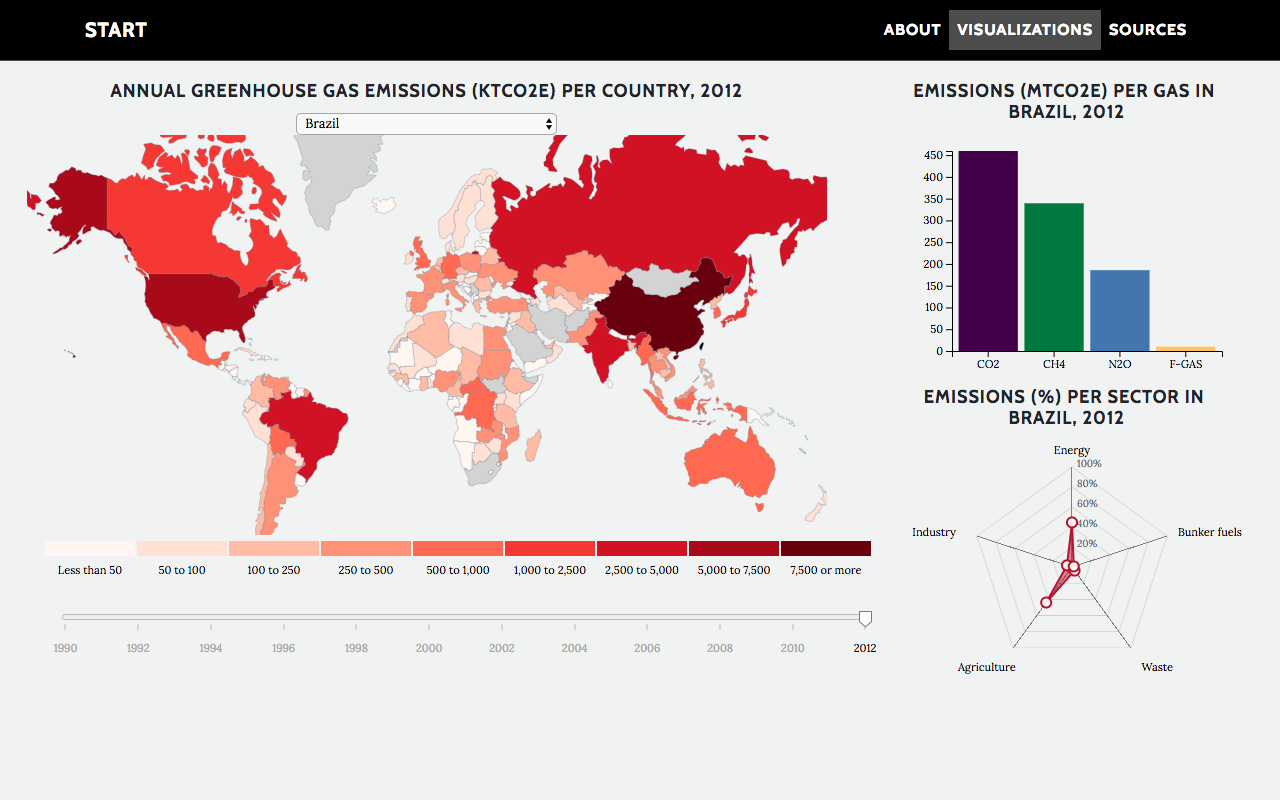 START
ABOUT VISUALIZATIONS SOURCES
ANNUAL GREENHOUSE GAS EMISSIONS (KTCO2E) PER COUNTRY, 2012
Brazil
Less than 50 50 to 100 100 to 250 250 to 500 500 to 1,000 1,000 to 2,500 2,500 to 5,000 5,000 to 7,500 7,500 or more
1990 1992 1994 1996 1998 2000 2002 2004 2006 2008 2010 2012
EMISSIONS (MTCO2E) PER GAS IN
BRAZIL, 2012
450
400
350
300
250
200
150
100
50
0
CO2 CH4 N2O F-GAS
EMISSIONS (%) PER SECTOR IN
BRAZIL, 2012
Energy
100%
80%
60%
40%
20%
Industry
Bunker fuels
Agriculture
Waste